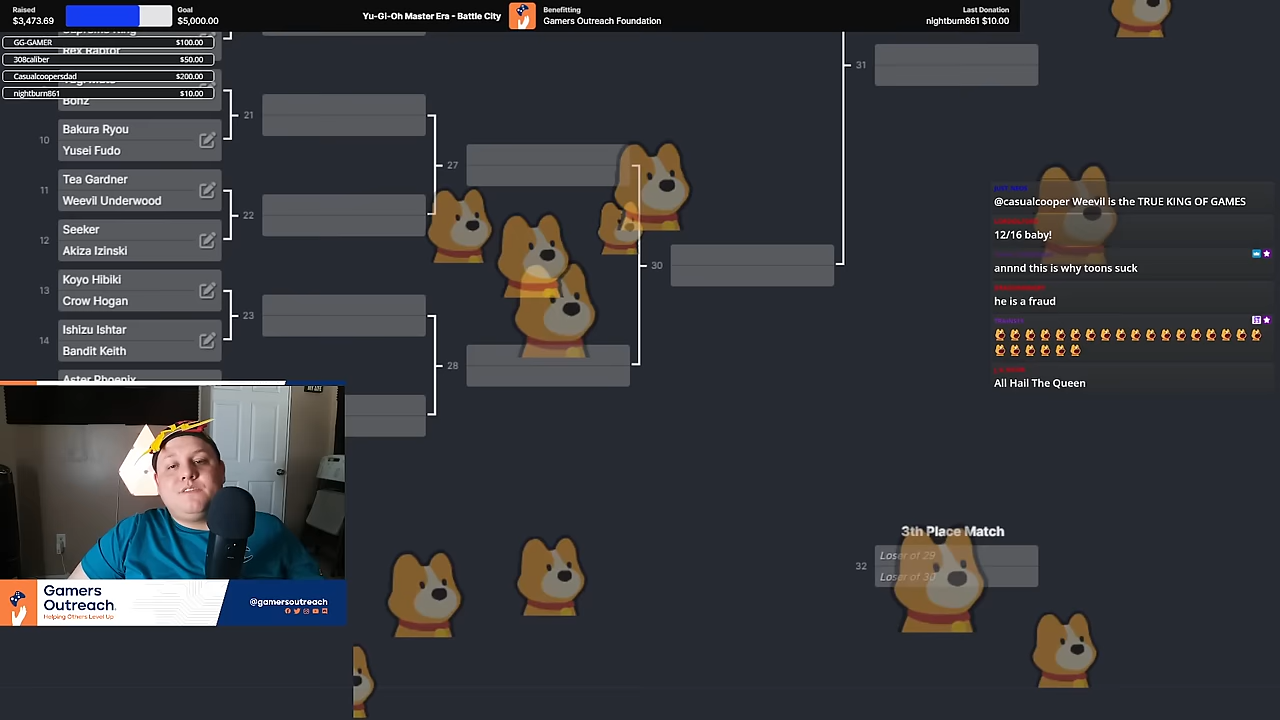 Raised
$3,473.69
Goal
$5,000.00
Yu-Gi-Oh Master Era - Battle City
Benefitting
Gamers Outreach Foundation
Last Donation
nightburn861 $10.00
GG-GAMER $100.00
308caliber $50.00
Casualcoopersdad $200.00
nightburn861 $10.00
Rex Raptor
Bonz
10
Bakura Ryou
Yusei Fudo
11
Tea Gardner
Weevil Underwood
12
Seeker
Akiza Izinski
13
Koyo Hibiki
Crow Hogan
14
Ishizu Ishtar
Bandit Keith
Aster Phoenix
21
22
23
27
28
30
31
3th Place Match
32
Loser of 29
Loser of 30
@casualcooper Weevil is the TRUE KING OF GAMES
12/16 baby!
annnd this is why toons suck
he is a fraud
All Hail The Queen
Gamers
Outreach
Helping Others Level Up
@gamersoutreach